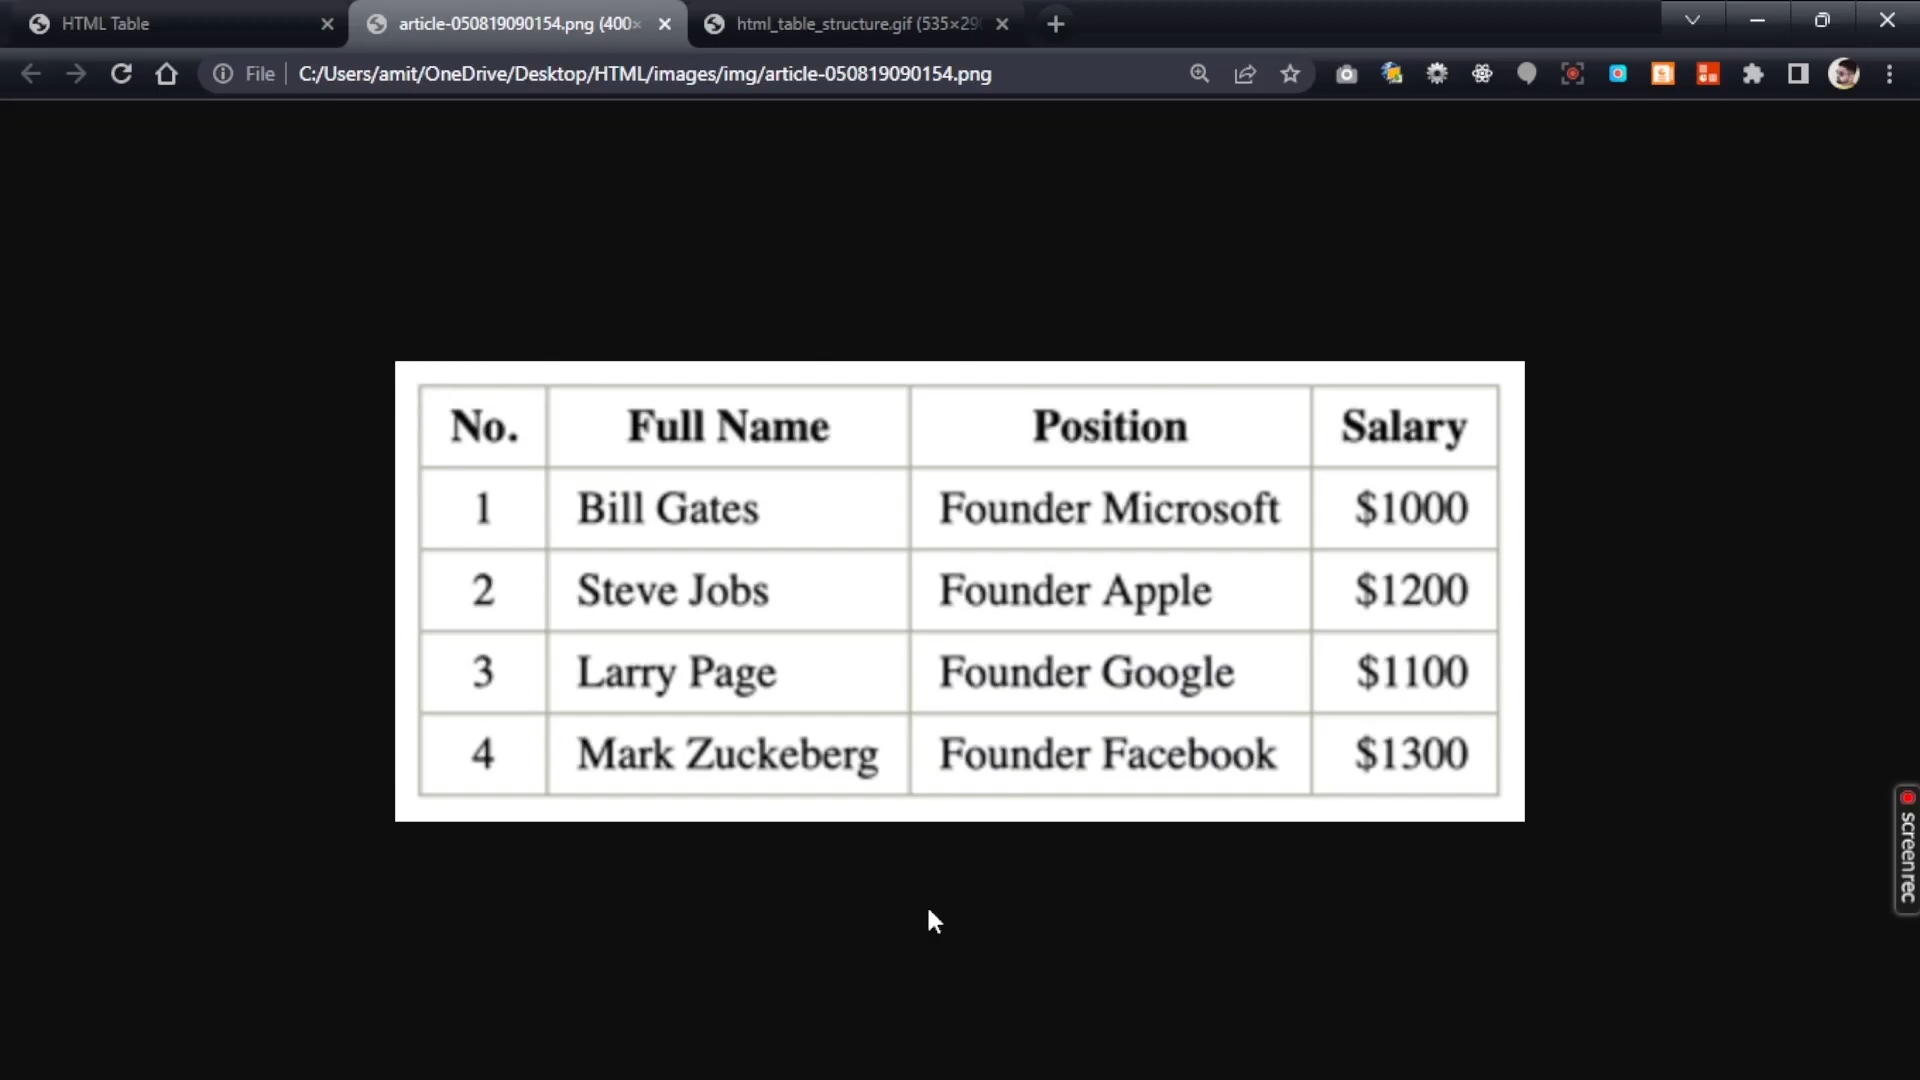 HTML Table
article-050819090154.png (400×
html_table_structure.gif (535×29
File
C:/Users/amit/OneDrive/Desktop/HTML/images/img/article-050819090154.png
No. Full Name Position Salary
1 Bill Gates Founder Microsoft $1000
2 Steve Jobs Founder Apple $1200
3 Larry Page Founder Google $1100
4 Mark Zuckeberg Founder Facebook $1300
screenrec